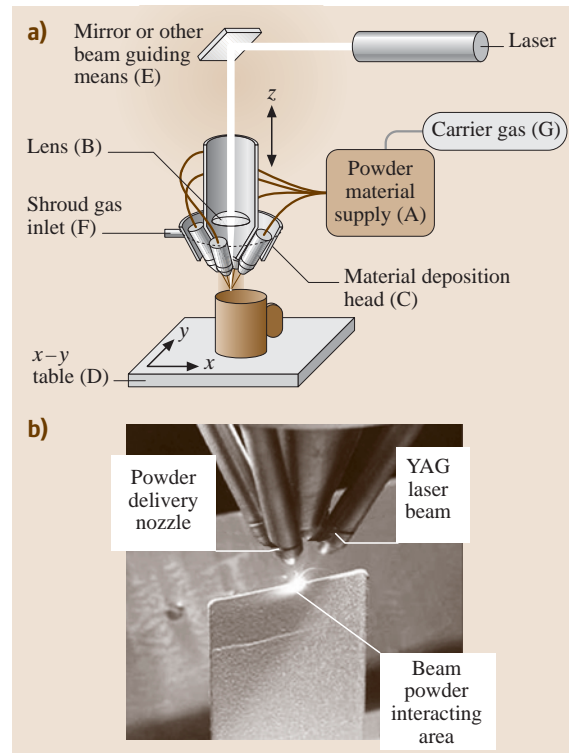 a)
Mirror or other
beam guiding
means (E)
Laser
z
Carrier gas (G)
Lens (B)
Powder
material
supply (A)
Shroud gas
inlet (F)
Material deposition
head (C)
y
x–y
table (D)
x
b)
Powder
delivery
nozzle
YAG
laser
beam
Beam
powder
interacting
area